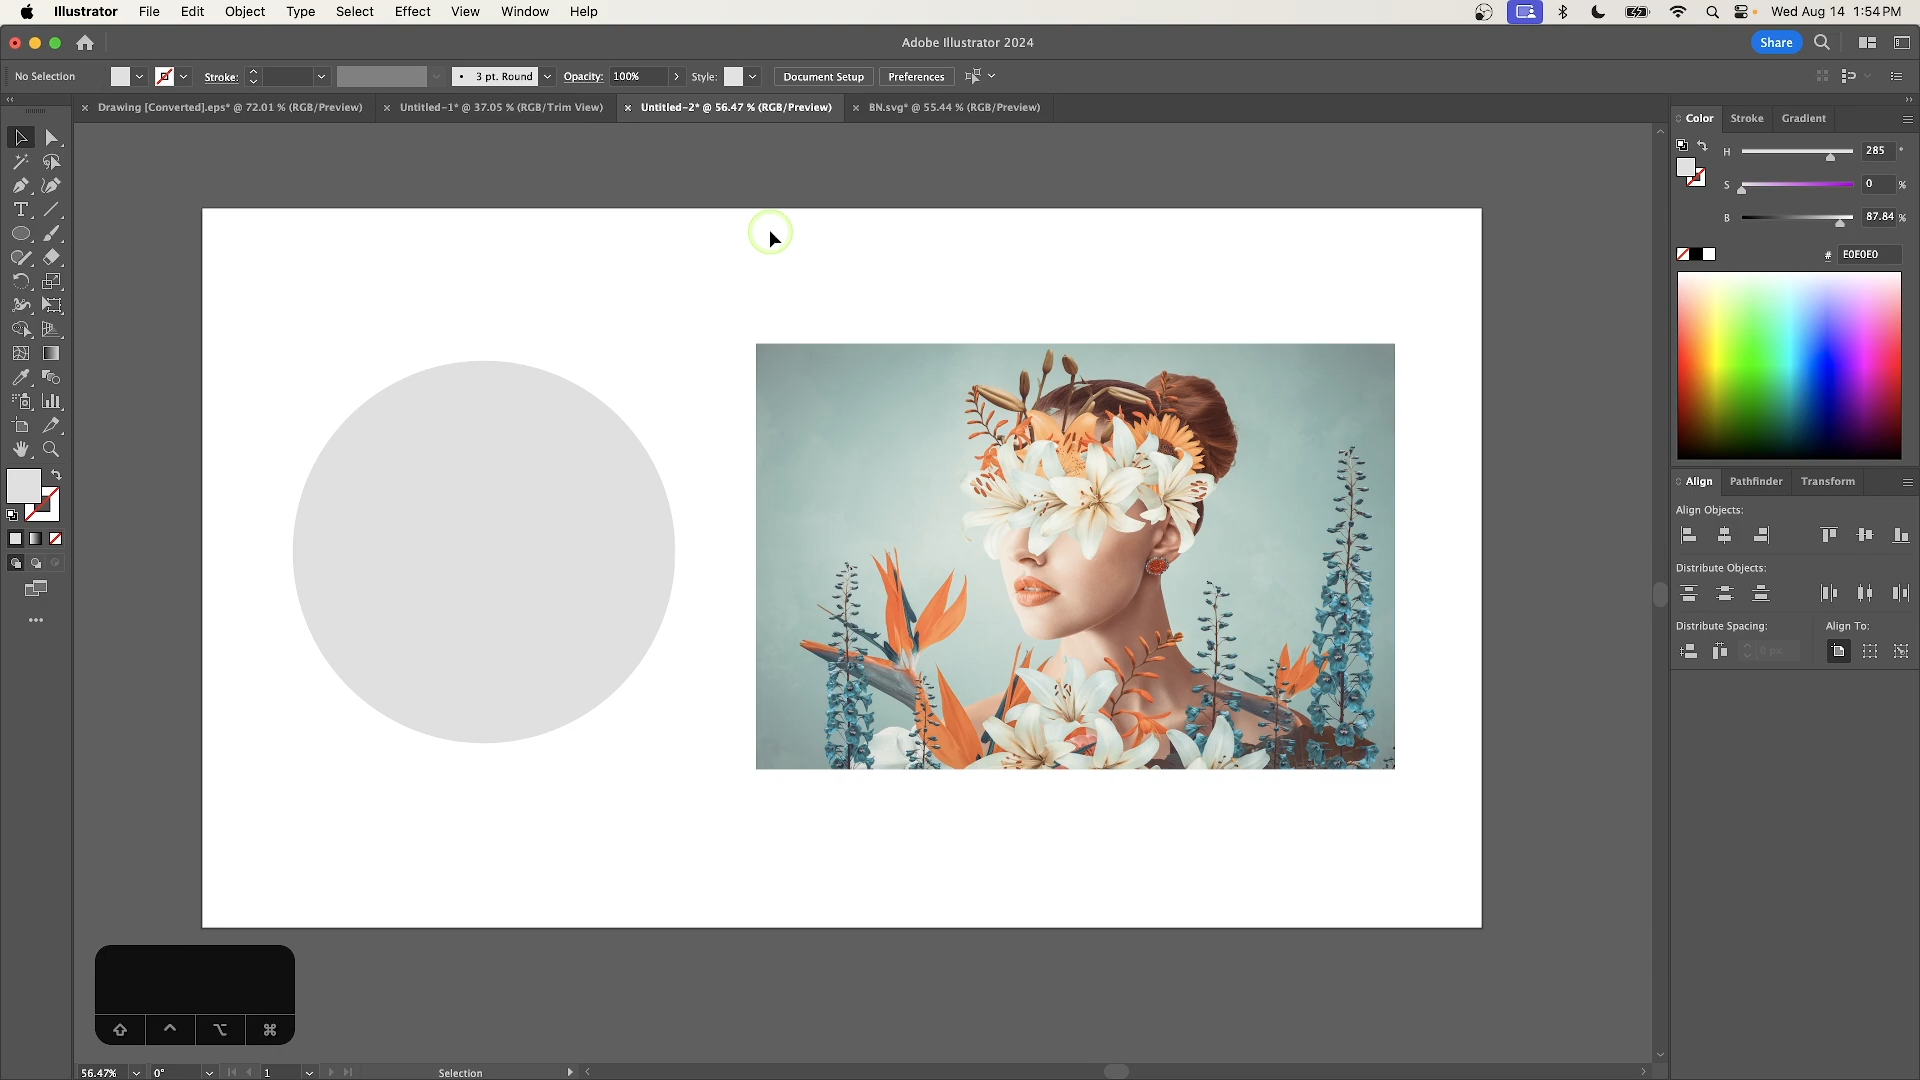 Illustrator File Edit Object Type Select Effect View Window Help Wed Aug 14 1:54 PM
Adobe Illustrator 2024 Share
No Selection Stroke: 3 pt. Round Opacity: 100% Style: Document Setup Preferences
Drawing [Converted].eps* @ 72.01 % (RGB/Preview) Untitled-1* @ 37.05 % (RGB/Trim View) Untitled-2* @ 56.47 % (RGB/Preview) BN.svg* @ 55.44 % (RGB/Preview)
Color Stroke Gradient
H 285 °
S 0 %
B 87.84 %
# E0E0E0
Align Pathfinder Transform
Align Objects:
Distribute Objects:
Distribute Spacing: Align To:
0 px
56.47% 0° 1 Selection